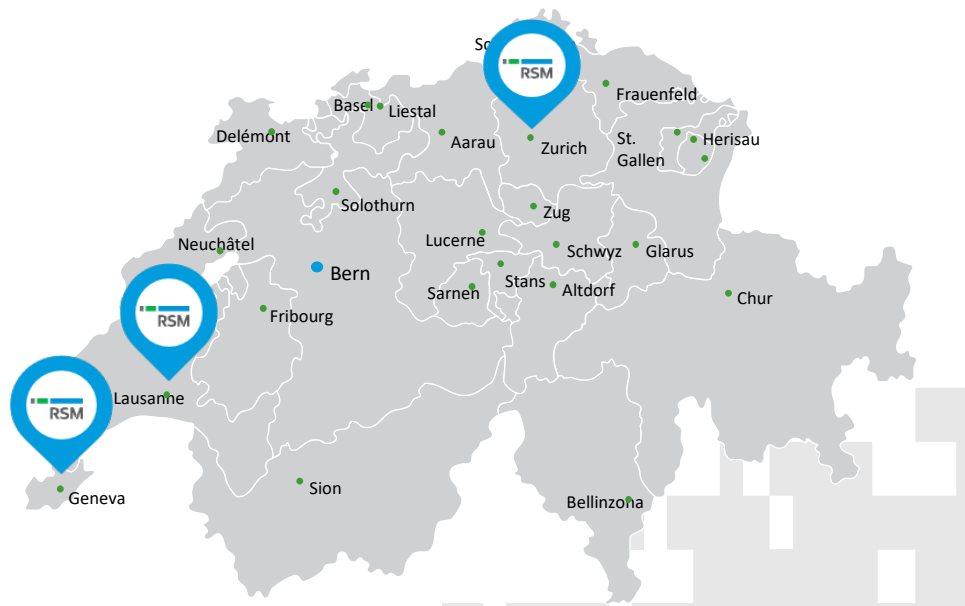 Sc
RSM
Frauenfeld
Basel
Liestal
Delémont
Aarau
Zurich
St.
Gallen
Herisau
Solothurn
Zug
Neuchâtel
Lucerne
Schwyz
Glarus
Bern
Stans
Sarnen
Altdorf
Chur
RSM
Fribourg
Lausanne
RSM
Geneva
Sion
Bellinzona